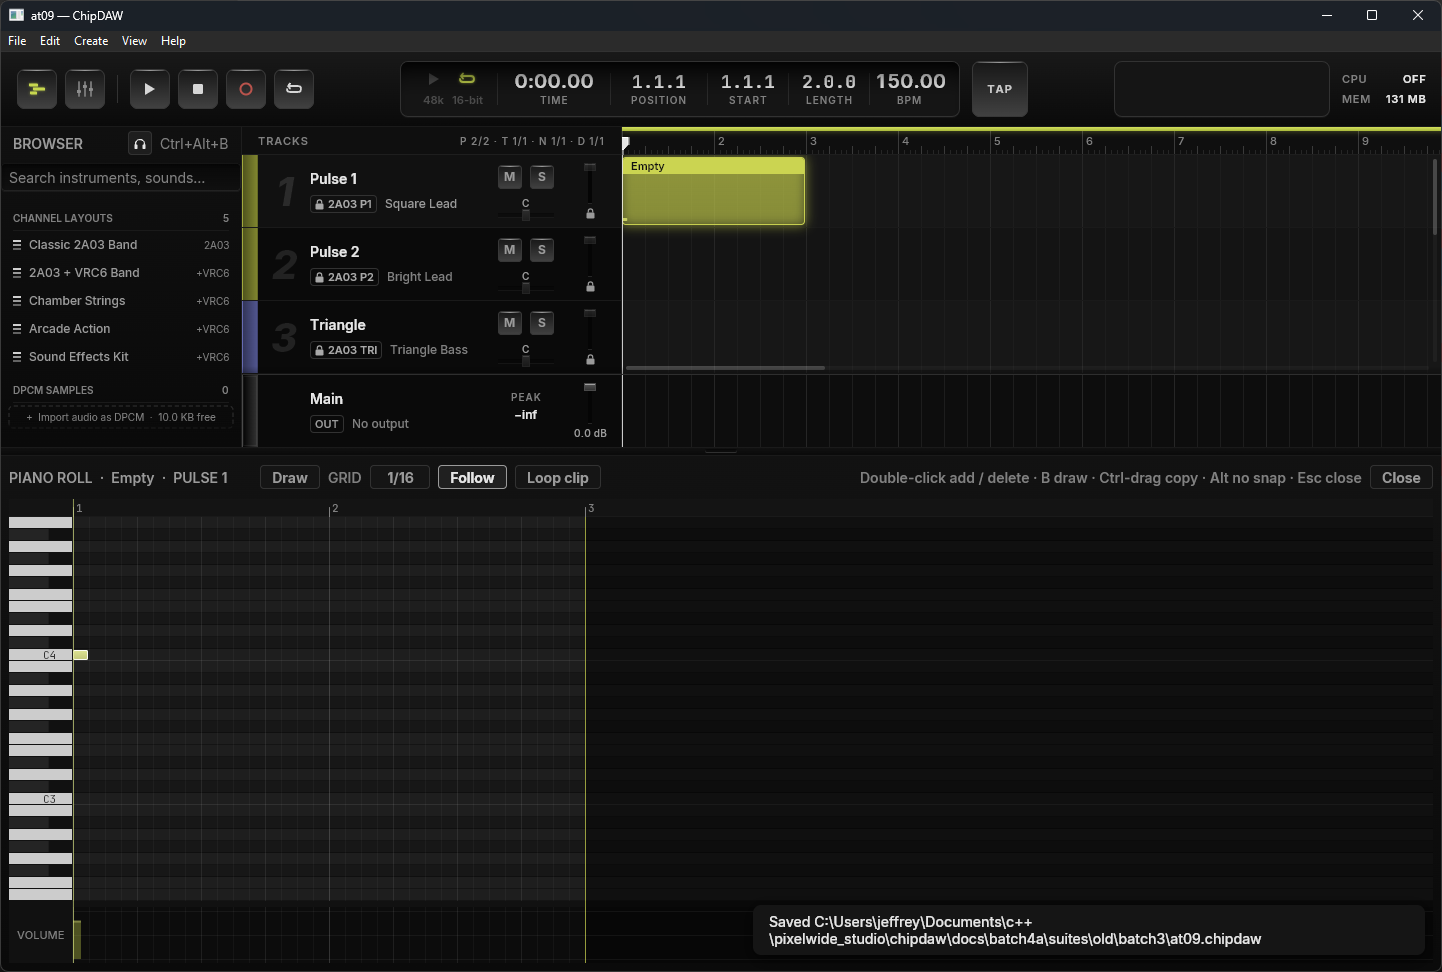 at09 — ChipDAW
File Edit Create View Help
48k 16-bit
0:00.00 TIME
1.1.1 POSITION
1.1.1 START
2.0.0 LENGTH
150.00 BPM
TAP
CPU OFF
MEM 131 MB
BROWSER Ctrl+Alt+B
Search instruments, sounds...
CHANNEL LAYOUTS 5
Classic 2A03 Band 2A03
2A03 + VRC6 Band +VRC6
Chamber Strings +VRC6
Arcade Action +VRC6
Sound Effects Kit +VRC6
DPCM SAMPLES 0
+ Import audio as DPCM · 10.0 KB free
TRACKS P 2/2 · T 1/1 · N 1/1 · D 1/1
2 3 4 5 6 7 8 9
1 Pulse 1 M S
2A03 P1 Square Lead C
2 Pulse 2 M S
2A03 P2 Bright Lead C
3 Triangle M S
2A03 TRI Triangle Bass C
Main PEAK
OUT No output −inf
0.0 dB
Empty
PIANO ROLL · Empty · PULSE 1 Draw GRID 1/16 Follow Loop clip Double-click add / delete · B draw · Ctrl-drag copy · Alt no snap · Esc close Close
1 2 3
C4
C3
VOLUME
Saved C:\Users\jeffrey\Documents\c++
\pixelwide_studio\chipdaw\docs\batch4a\suites\old\batch3\at09.chipdaw